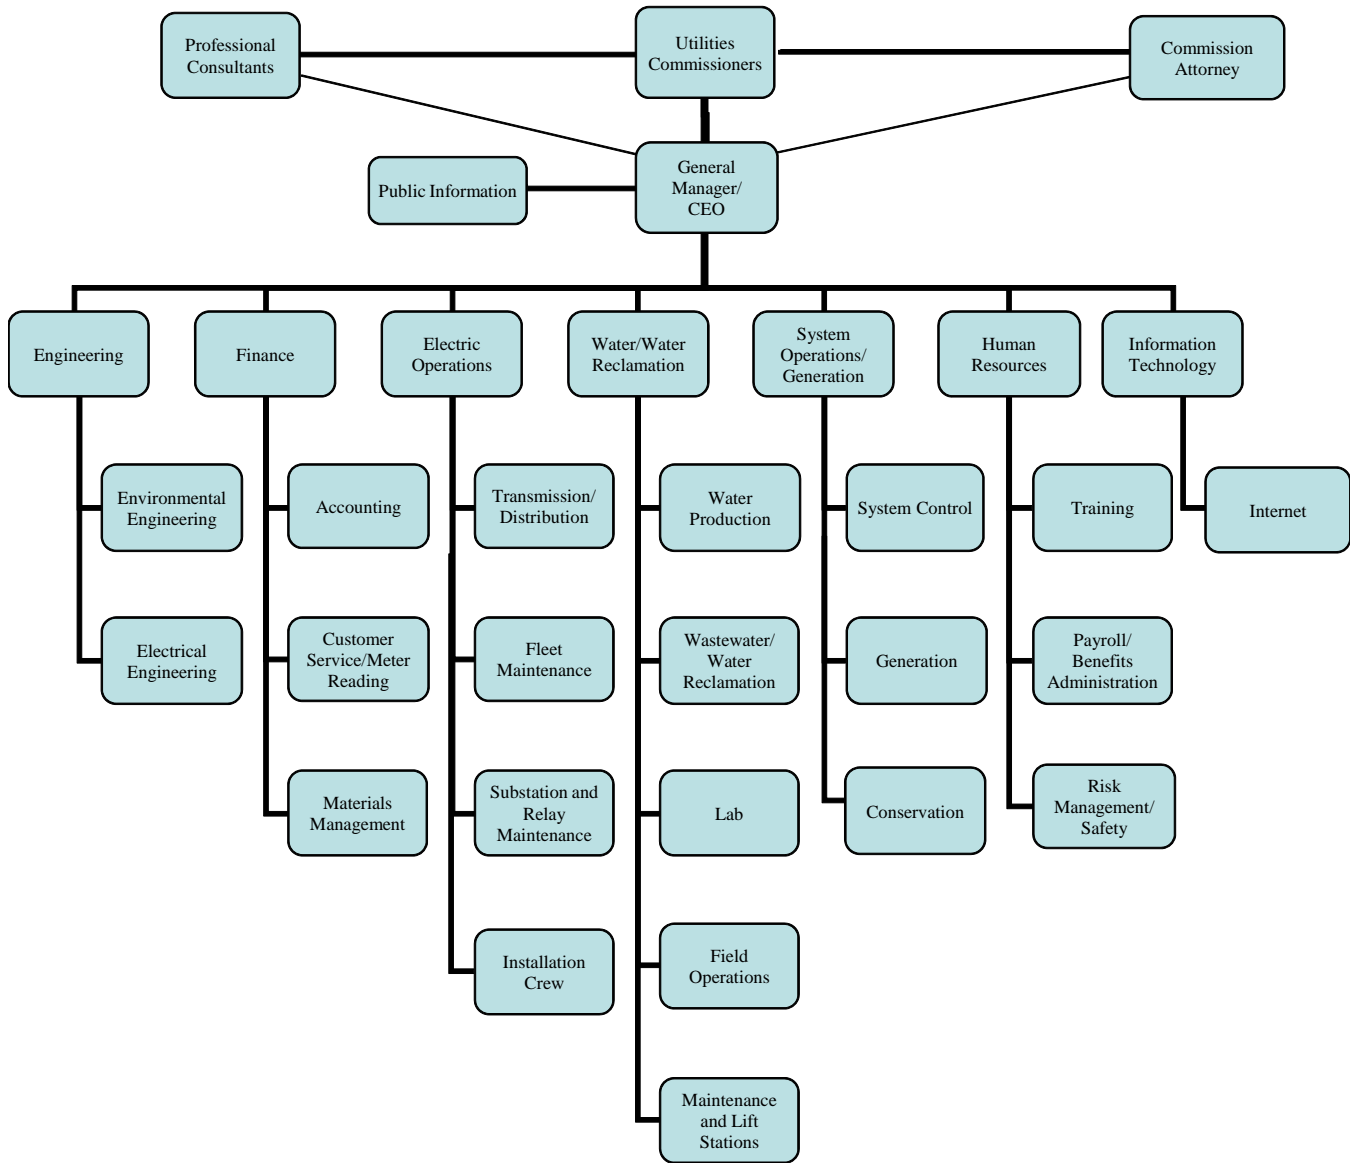 Professional
Consultants
Utilities
Commissioners
Commission
Attorney
Public Information
General
Manager/
CEO
Engineering
Finance
Electric
Operations
Water/Water
Reclamation
System
Operations/
Generation
Human
Resources
Information
Technology
Environmental
Engineering
Accounting
Transmission/
Distribution
Water
Production
System Control
Training
Internet
Electrical
Engineering
Customer
Service/Meter
Reading
Fleet
Maintenance
Wastewater/
Water
Reclamation
Generation
Payroll/
Benefits
Administration
Materials
Management
Substation and
Relay
Maintenance
Lab
Conservation
Risk
Management/
Safety
Installation
Crew
Field
Operations
Maintenance
and Lift
Stations